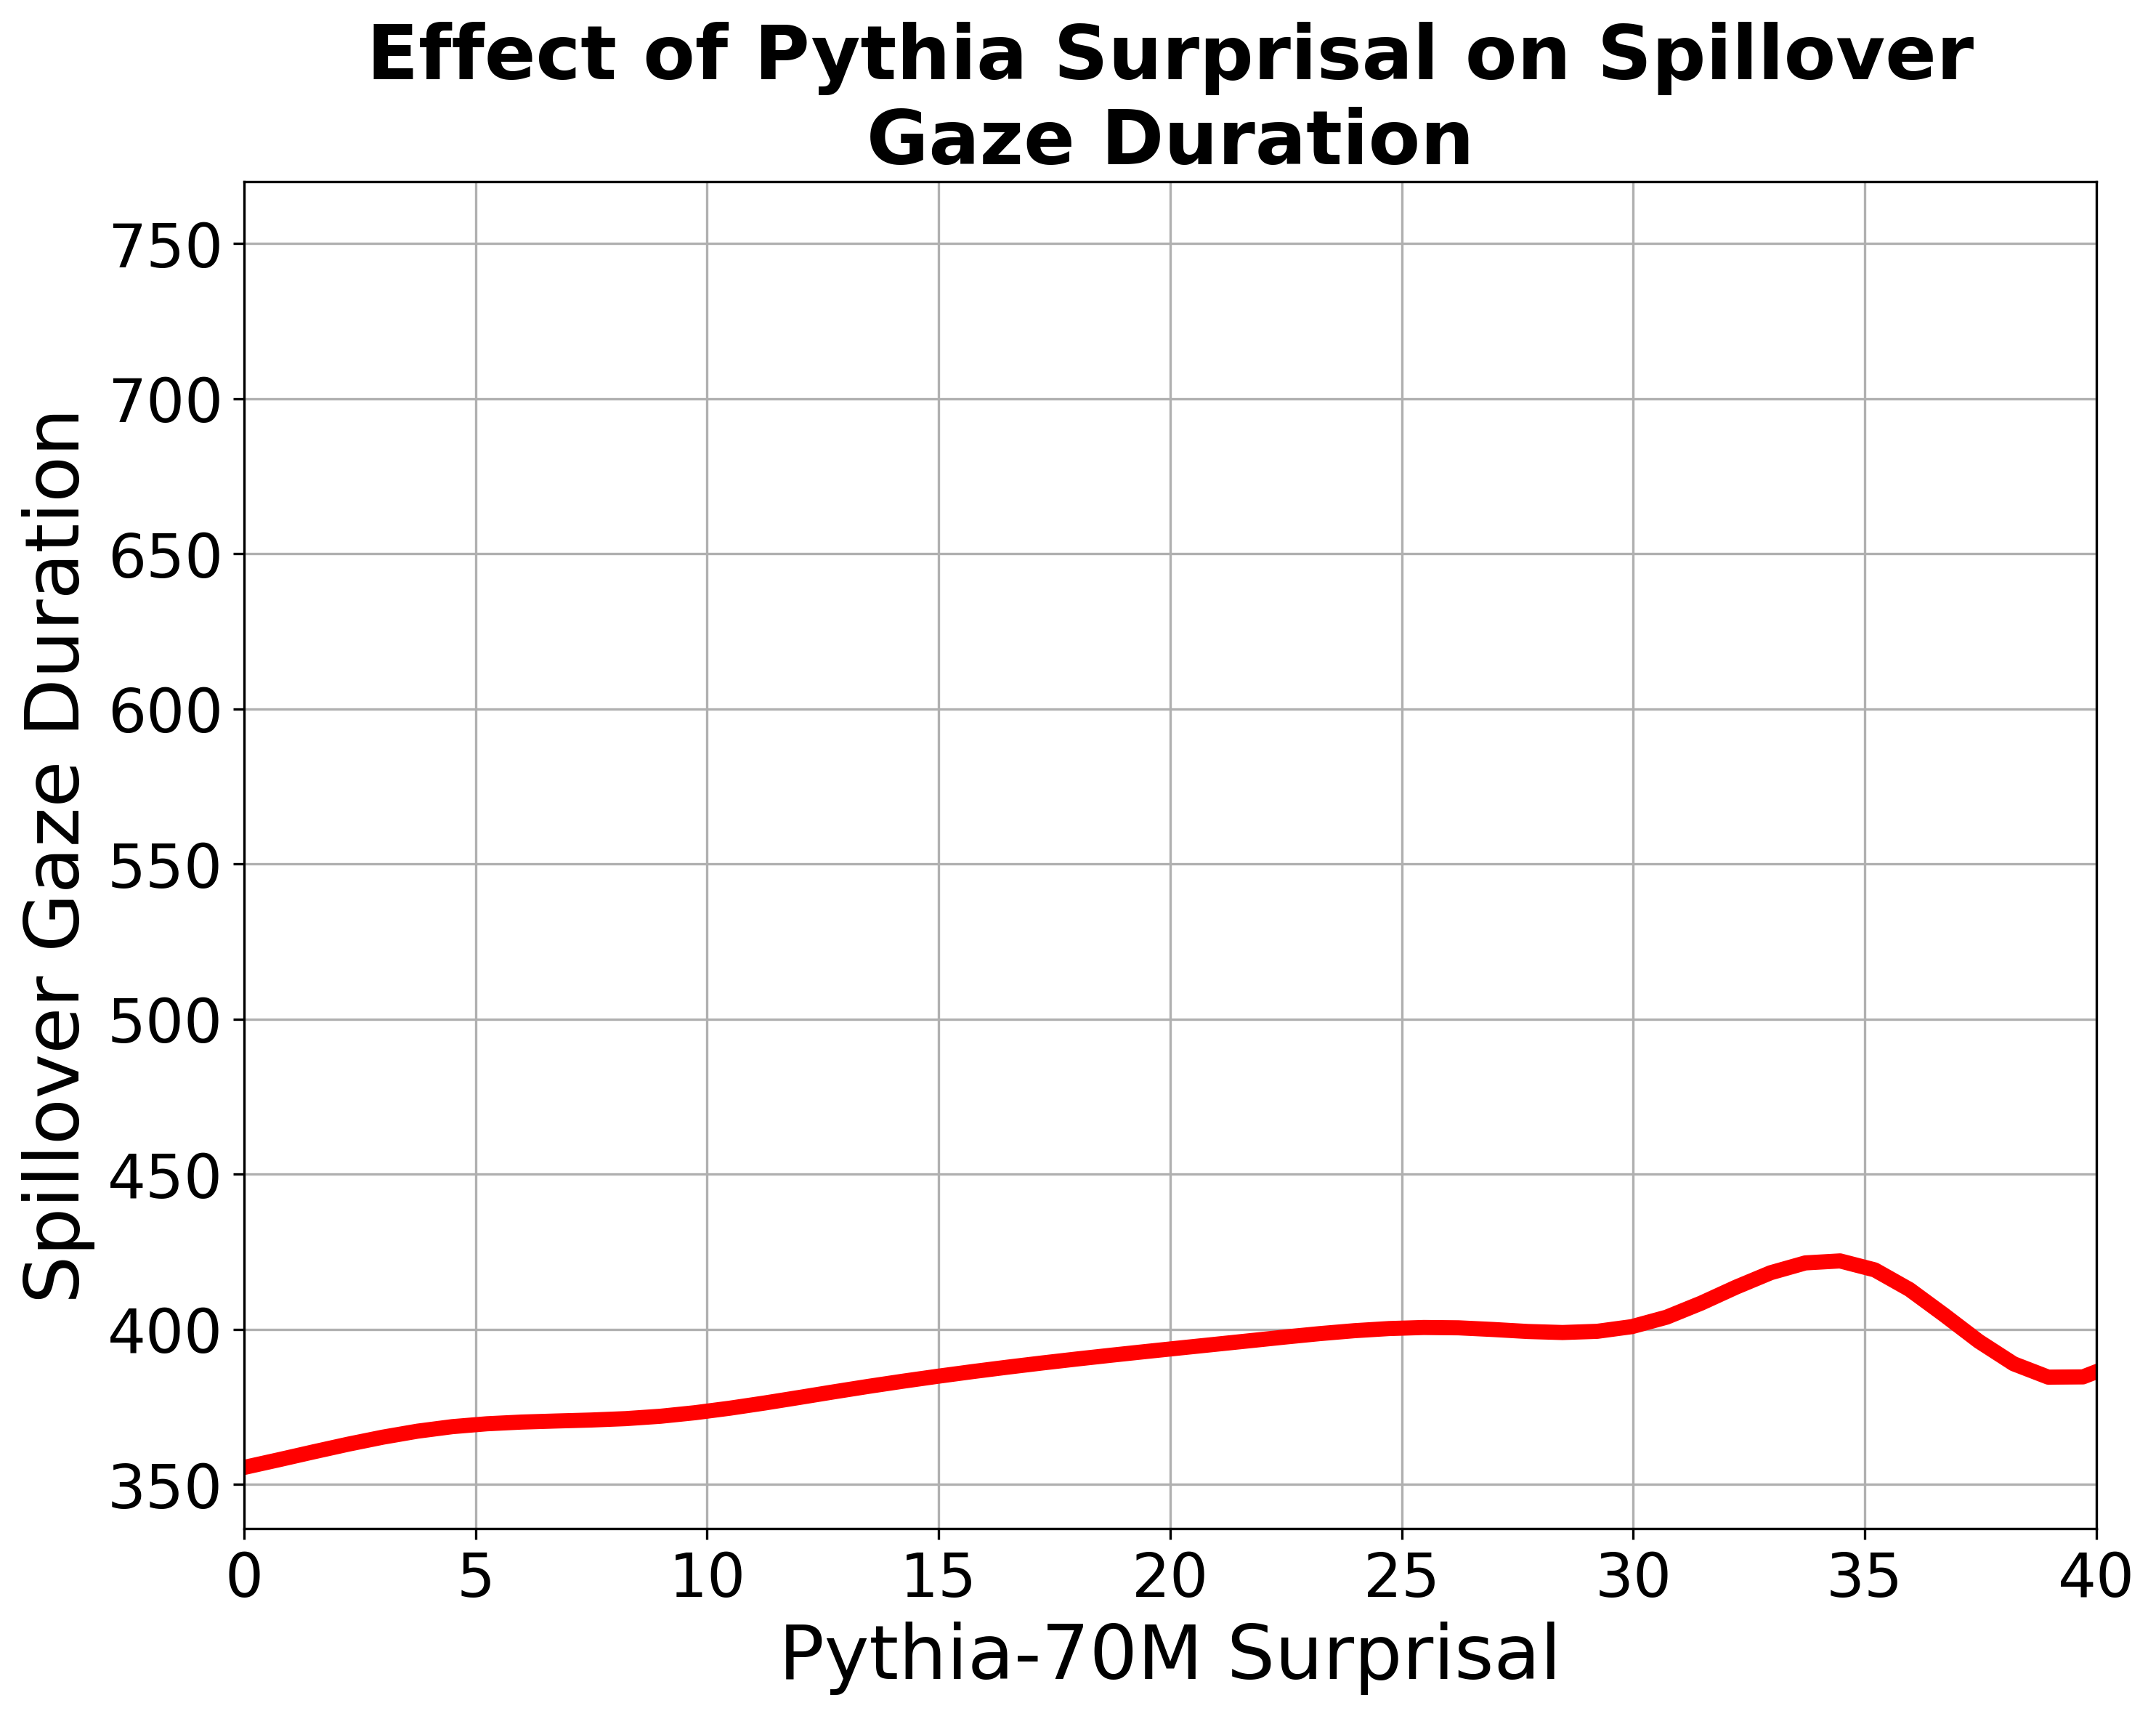 Effect of Pythia Surprisal on Spillover
Gaze Duration
Spillover Gaze Duration
750
700
650
600
550
500
450
400
350
0 5 10 15 20 25 30 35 40
Pythia-70M Surprisal